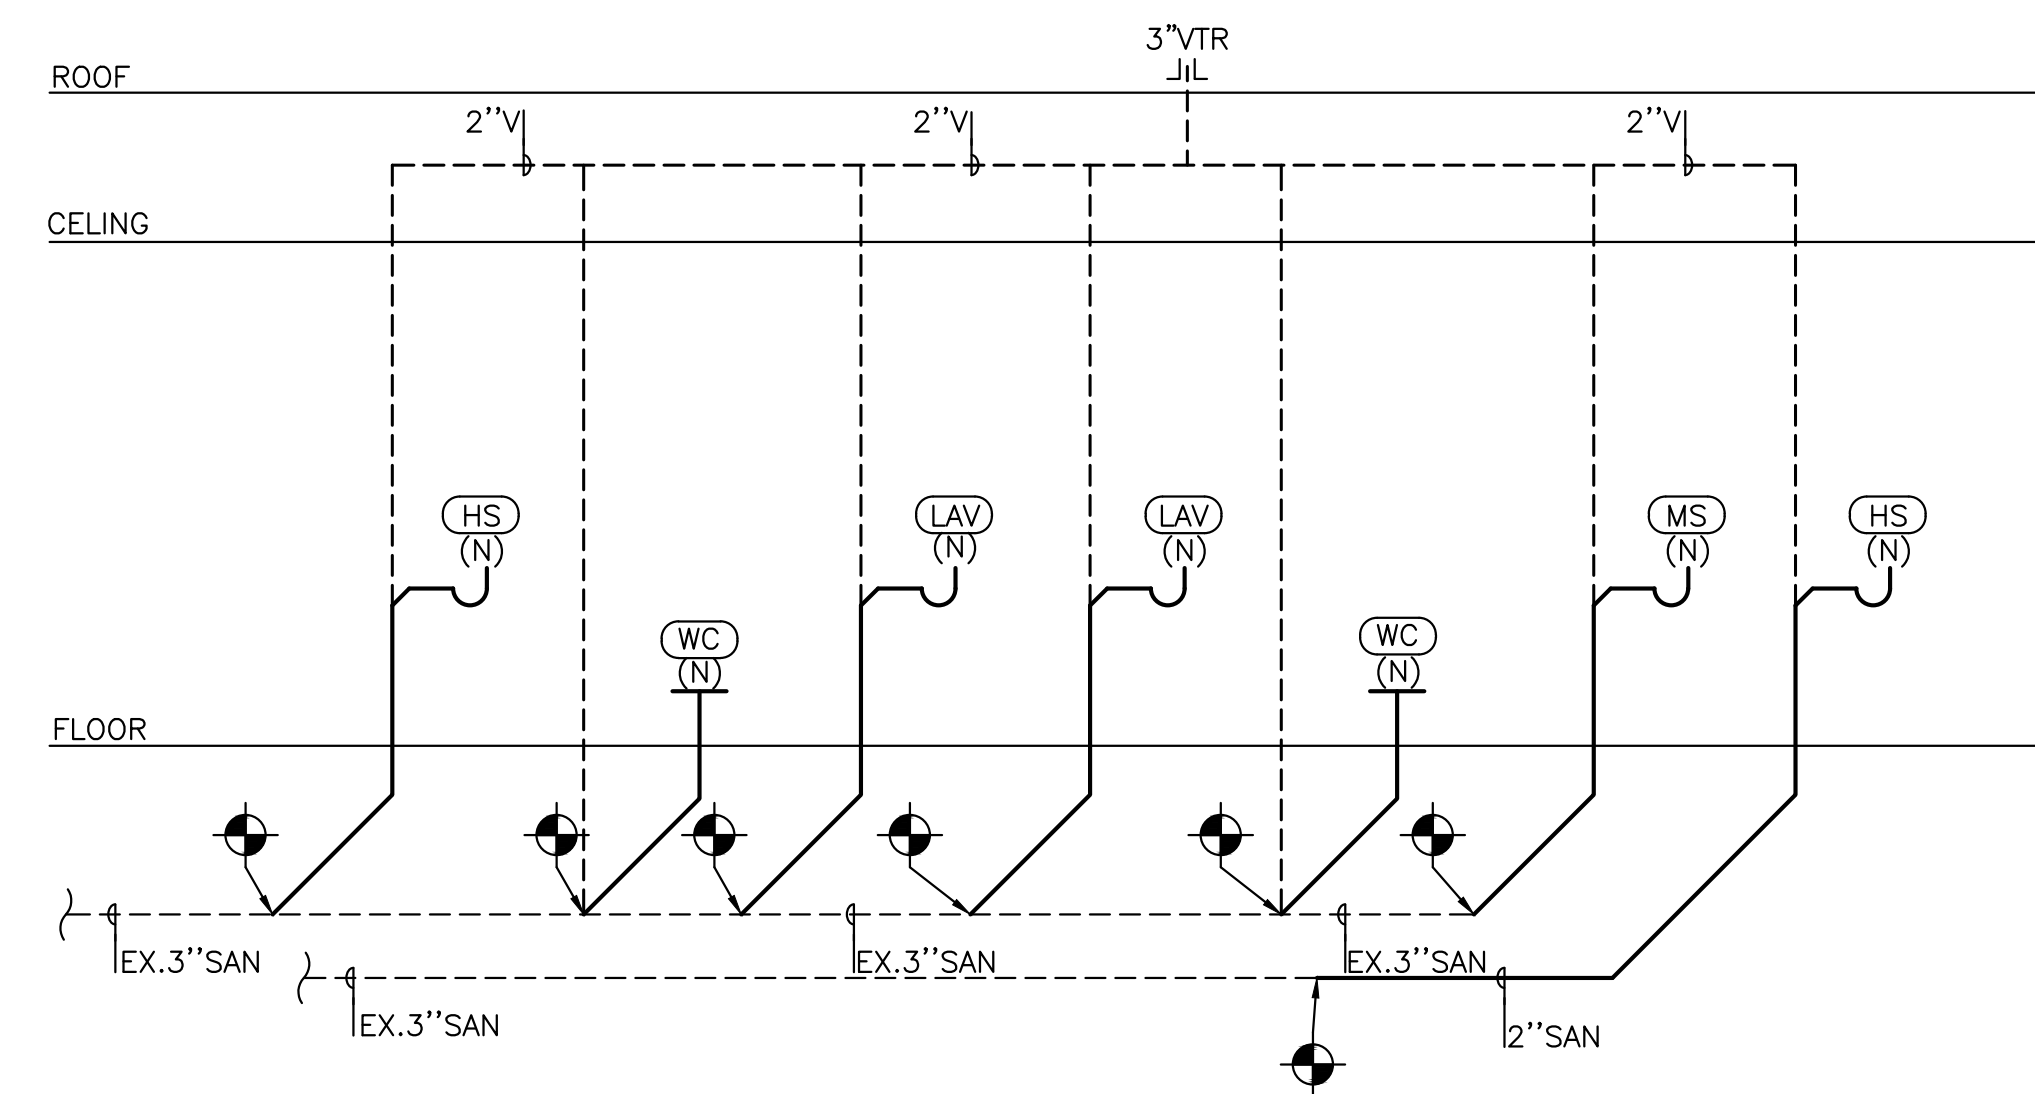 3”VTR
ROOF
2’’V
2’’V
2’’V
CELING
HS
(N)
LAV
(N)
LAV
(N)
MS
(N)
HS
(N)
WC
(N)
WC
(N)
FLOOR
EX.3’’SAN
EX.3’’SAN
EX.3’’SAN
EX.3’’SAN
2’’SAN